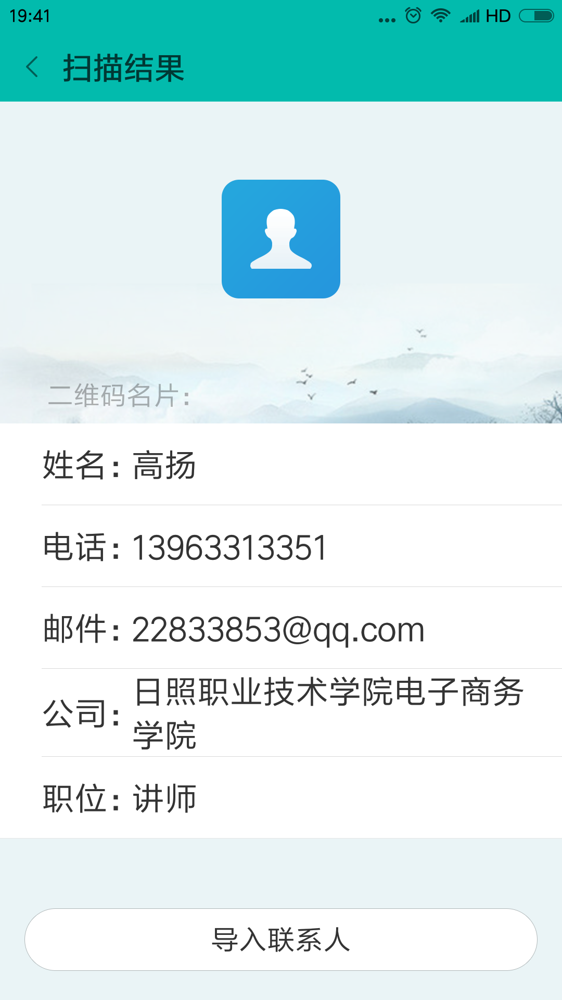 19:41 HD
扫描结果
二维码名片：
姓名：高扬
电话：13963313351
邮件：22833853@qq.com
公司：日照职业技术学院电子商务
学院
职位：讲师
导入联系人